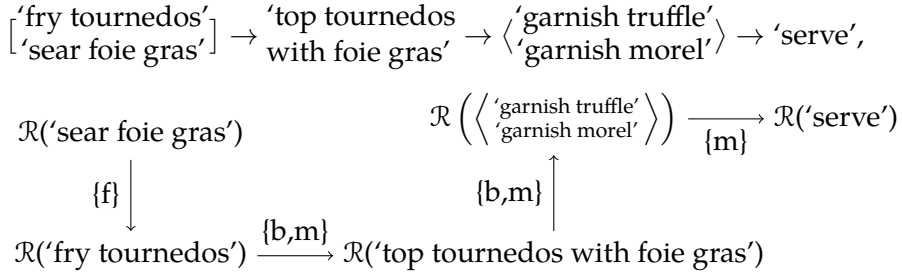 [‘fry tournedos’ ‘sear foie gras’] → ‘top tournedos with foie gras’ → ⟨‘garnish truffle’ ‘garnish morel’⟩ → ‘serve’,
ℛ(‘sear foie gras’)
ℛ(⟨‘garnish truffle’ ‘garnish morel’⟩) → ℛ(‘serve’)
{m}
{f}
{b,m}
ℛ(‘fry tournedos’) → ℛ(‘top tournedos with foie gras’)
{b,m}